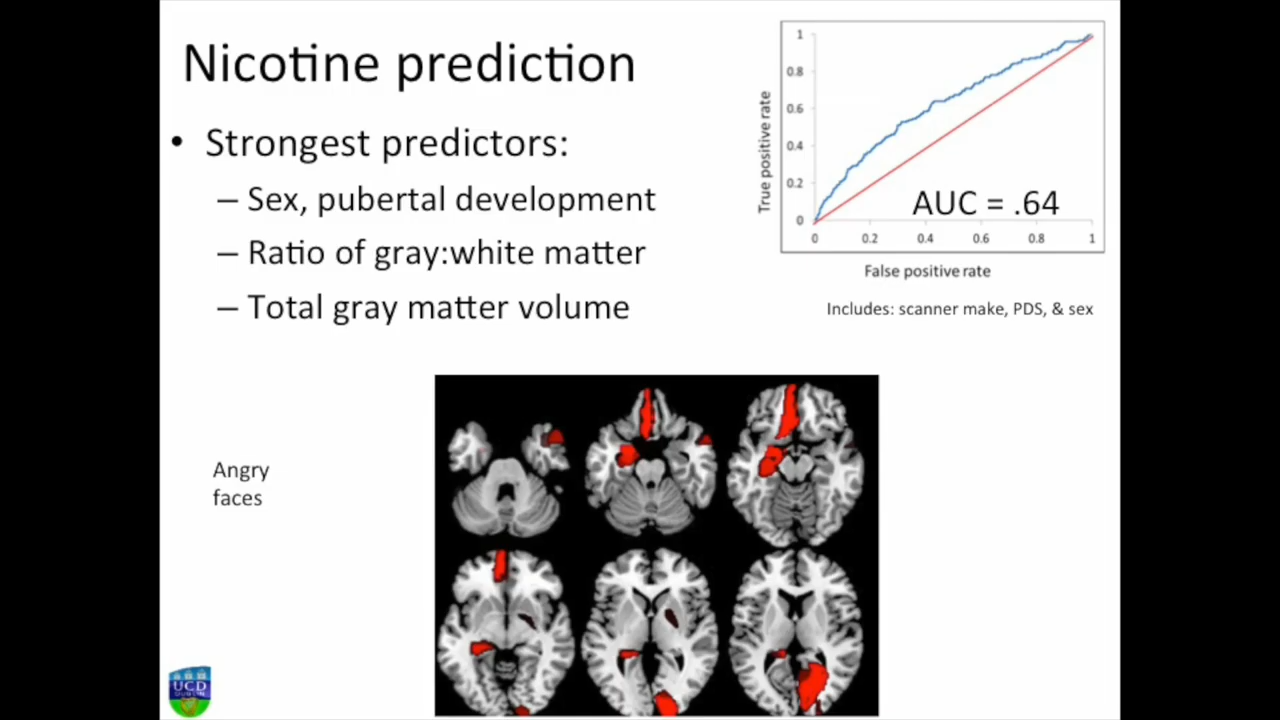 Nicotine prediction
• Strongest predictors:
– Sex, pubertal development
– Ratio of gray:white matter
– Total gray matter volume
True positive rate
1
0.8
0.6
0.4
0.2
0
AUC = .64
0 0.2 0.4 0.6 0.8 1
False positive rate
Includes: scanner make, PDS, & sex
Angry
faces
UCD
DUBLIN